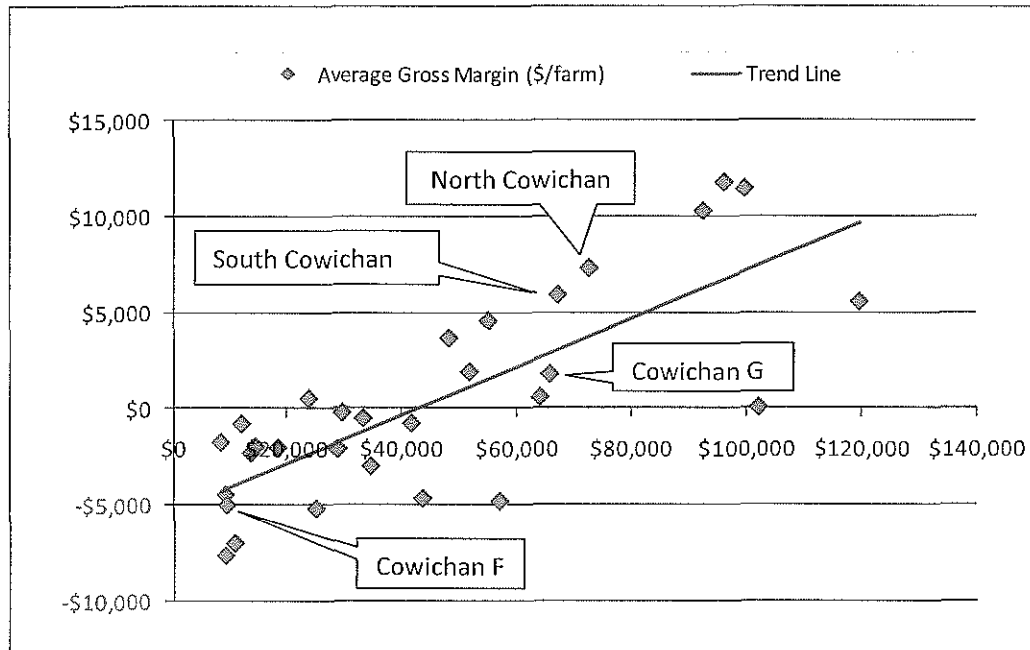 Average Gross Margin ($/farm) Trend Line
$15,000
North Cowichan
$10,000
South Cowichan
$5,000
Cowichan G
$0
$0 $20,000 $40,000 $60,000 $80,000 $100,000 $120,000 $140,000
-$5,000
Cowichan F
-$10,000